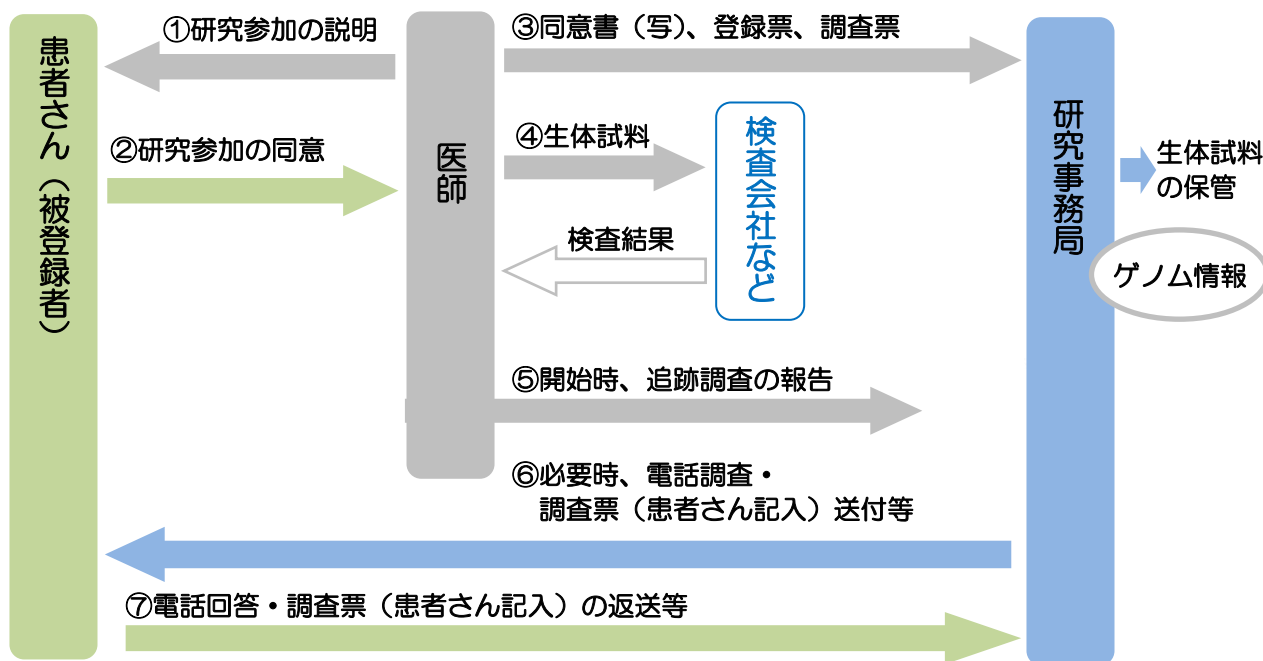 患者さん（被登録者）
①研究参加の説明
②研究参加の同意
医師
③同意書（写）、登録票、調査票
④生体試料
検査結果
検査会社など
⑤開始時、追跡調査の報告
⑥必要時、電話調査・
調査票（患者さん記入）送付等
⑦電話回答・調査票（患者さん記入）の返送等
研究事務局
生体試料
の保管
ゲノム情報